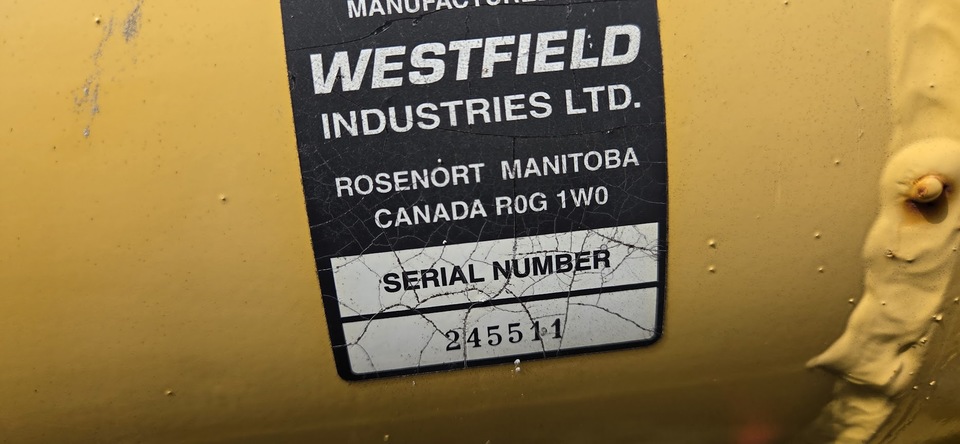 WESTFIELD
INDUSTRIES LTD.
ROSENORT MANITOBA
CANADA R0G 1W0
SERIAL NUMBER
245511